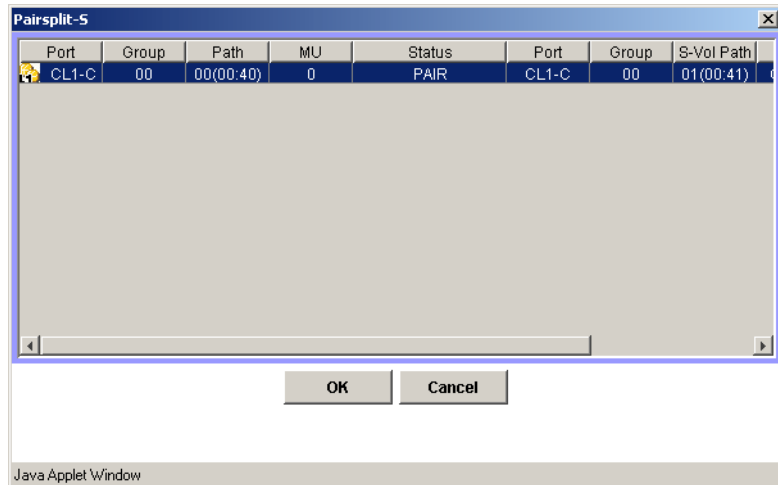 Pairsplit-S
Port Group Path MU Status Port Group S-Vol Path
CL1-C 00 00(00:40) 0 PAIR CL1-C 00 01(00:41)
OK Cancel
Java Applet Window